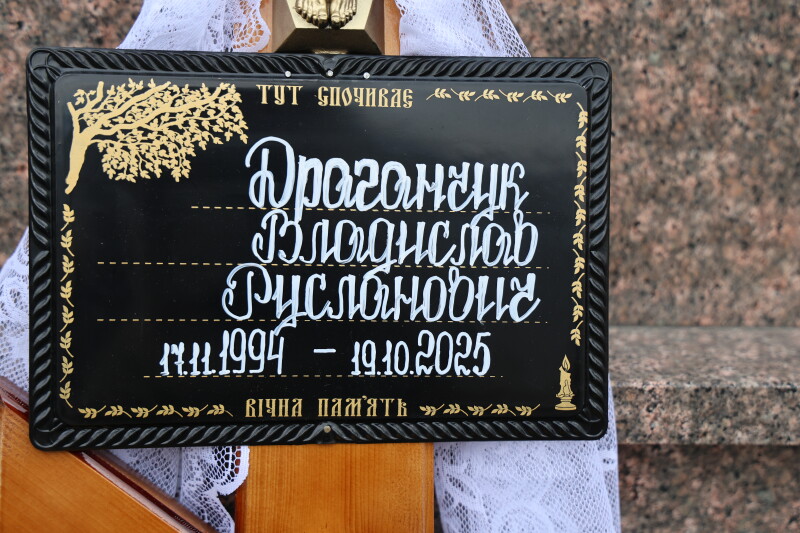 ТУТ СПОЧИВАЄ
Драганчук
Владислав
Русланович
17.11.1994 – 19.10.2025
ВІЧНА ПАМ'ЯТЬ